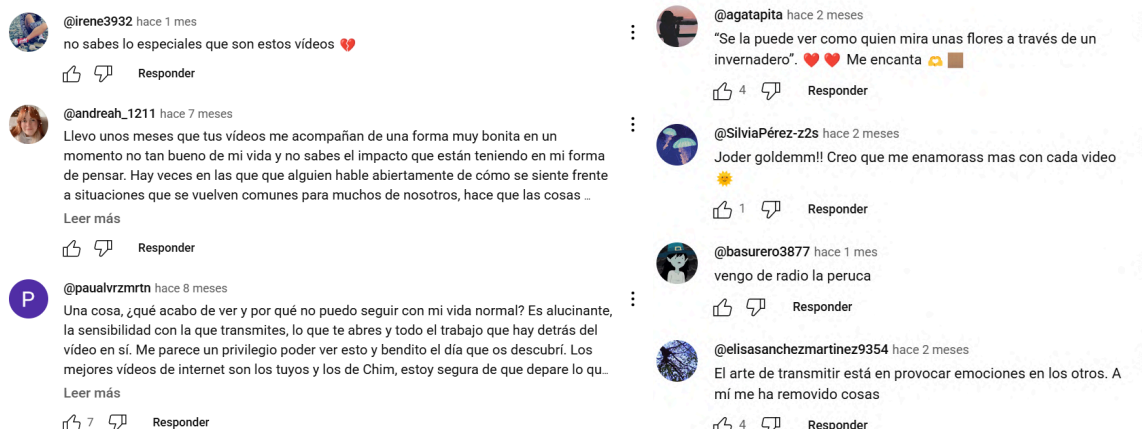 @irene3932 hace 1 mes
no sabes lo especiales que son estos vídeos 💔
Responder
@andreah_1211 hace 7 meses
Llevo unos meses que tus vídeos me acompañan de una forma muy bonita en un
momento no tan bueno de mi vida y no sabes el impacto que están teniendo en mi forma
de pensar. Hay veces en las que que alguien hable abiertamente de cómo se siente frente
a situaciones que se vuelven comunes para muchos de nosotros, hace que las cosas ...
Leer más
Responder
P
@paualvrzmrtn hace 8 meses
Una cosa, ¿qué acabo de ver y por qué no puedo seguir con mi vida normal? Es alucinante,
la sensibilidad con la que transmites, lo que te abres y todo el trabajo que hay detrás del
vídeo en sí. Me parece un privilegio poder ver esto y bendito el día que os descubrí. Los
mejores vídeos de internet son los tuyos y los de Chim, estoy segura de que depare lo qu...
Leer más
7 Responder
@agatapita hace 2 meses
“Se la puede ver como quien mira unas flores a través de un
invernadero”. ❤️ ❤️ Me encanta 🫶 🏽
4 Responder
@SilviaPérez-z2s hace 2 meses
Joder goldemm!! Creo que me enamorass mas con cada video
🌞
1 Responder
@basurero3877 hace 1 mes
vengo de radio la peruca
Responder
@elisasanchezmartinez9354 hace 2 meses
El arte de transmitir está en provocar emociones en los otros. A
mí me ha removido cosas
4 Responder